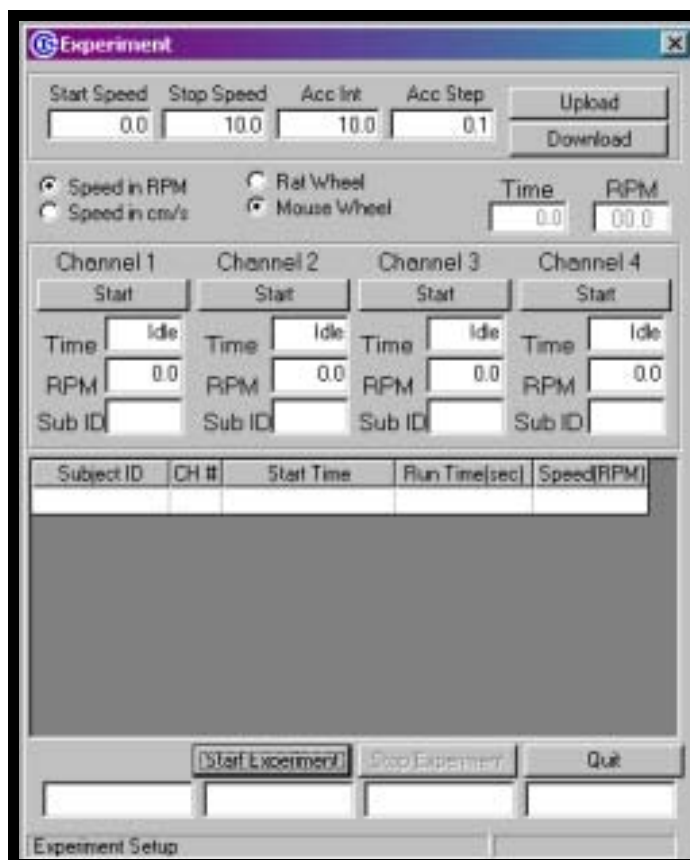 Experiment
Start Speed Stop Speed Acc Int Acc Step
0.0 10.0 10.0 0.1
Upload
Download
Speed in RPM
Speed in cm/s
Rat Wheel
Mouse Wheel
Time RPM
0.0 00.0
Channel 1 Channel 2 Channel 3 Channel 4
Start Start Start Start
Time Idle Time Idle Time Idle Time Idle
RPM 0.0 RPM 0.0 RPM 0.0 RPM 0.0
Sub ID Sub ID Sub ID Sub ID
Subject ID CH # Start Time Run Time(sec) Speed(RPM)
Start Experiment Stop Experiment Quit
Experiment Setup